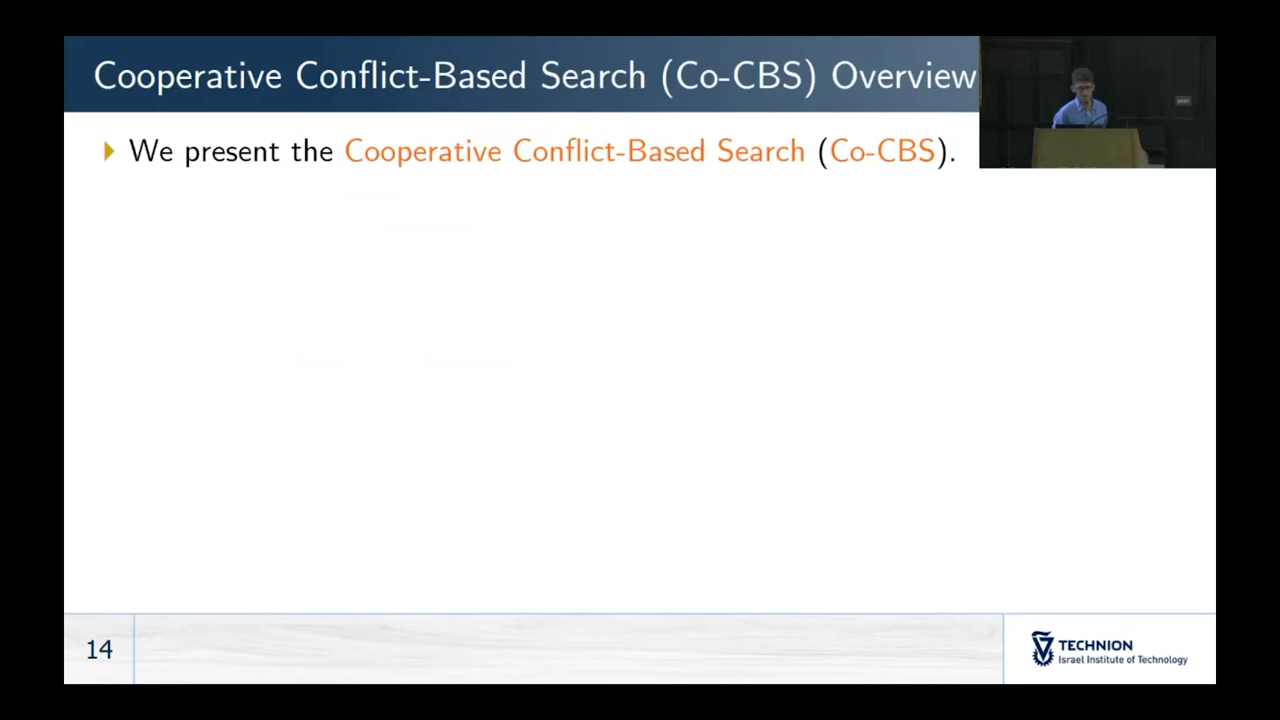 Cooperative Conflict-Based Search (Co-CBS) Overview
We present the Cooperative Conflict-Based Search (Co-CBS).
14
TECHNION
Israel Institute of Technology